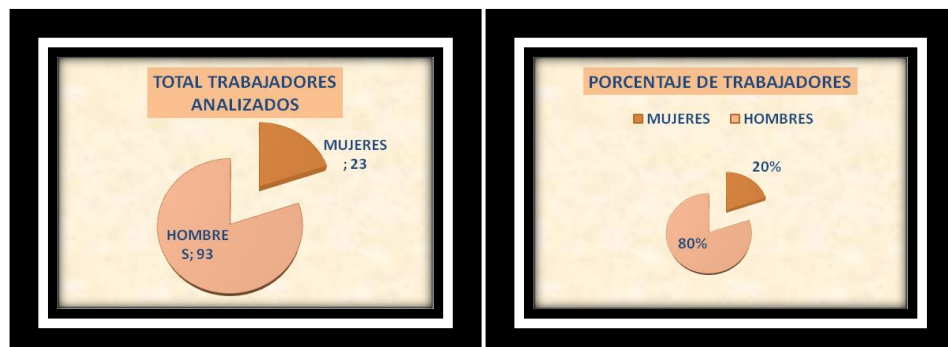 TOTAL TRABAJADORES
ANALIZADOS
MUJERES
; 23
HOMBRE
S; 93
PORCENTAJE DE TRABAJADORES
MUJERES HOMBRES
20%
80%